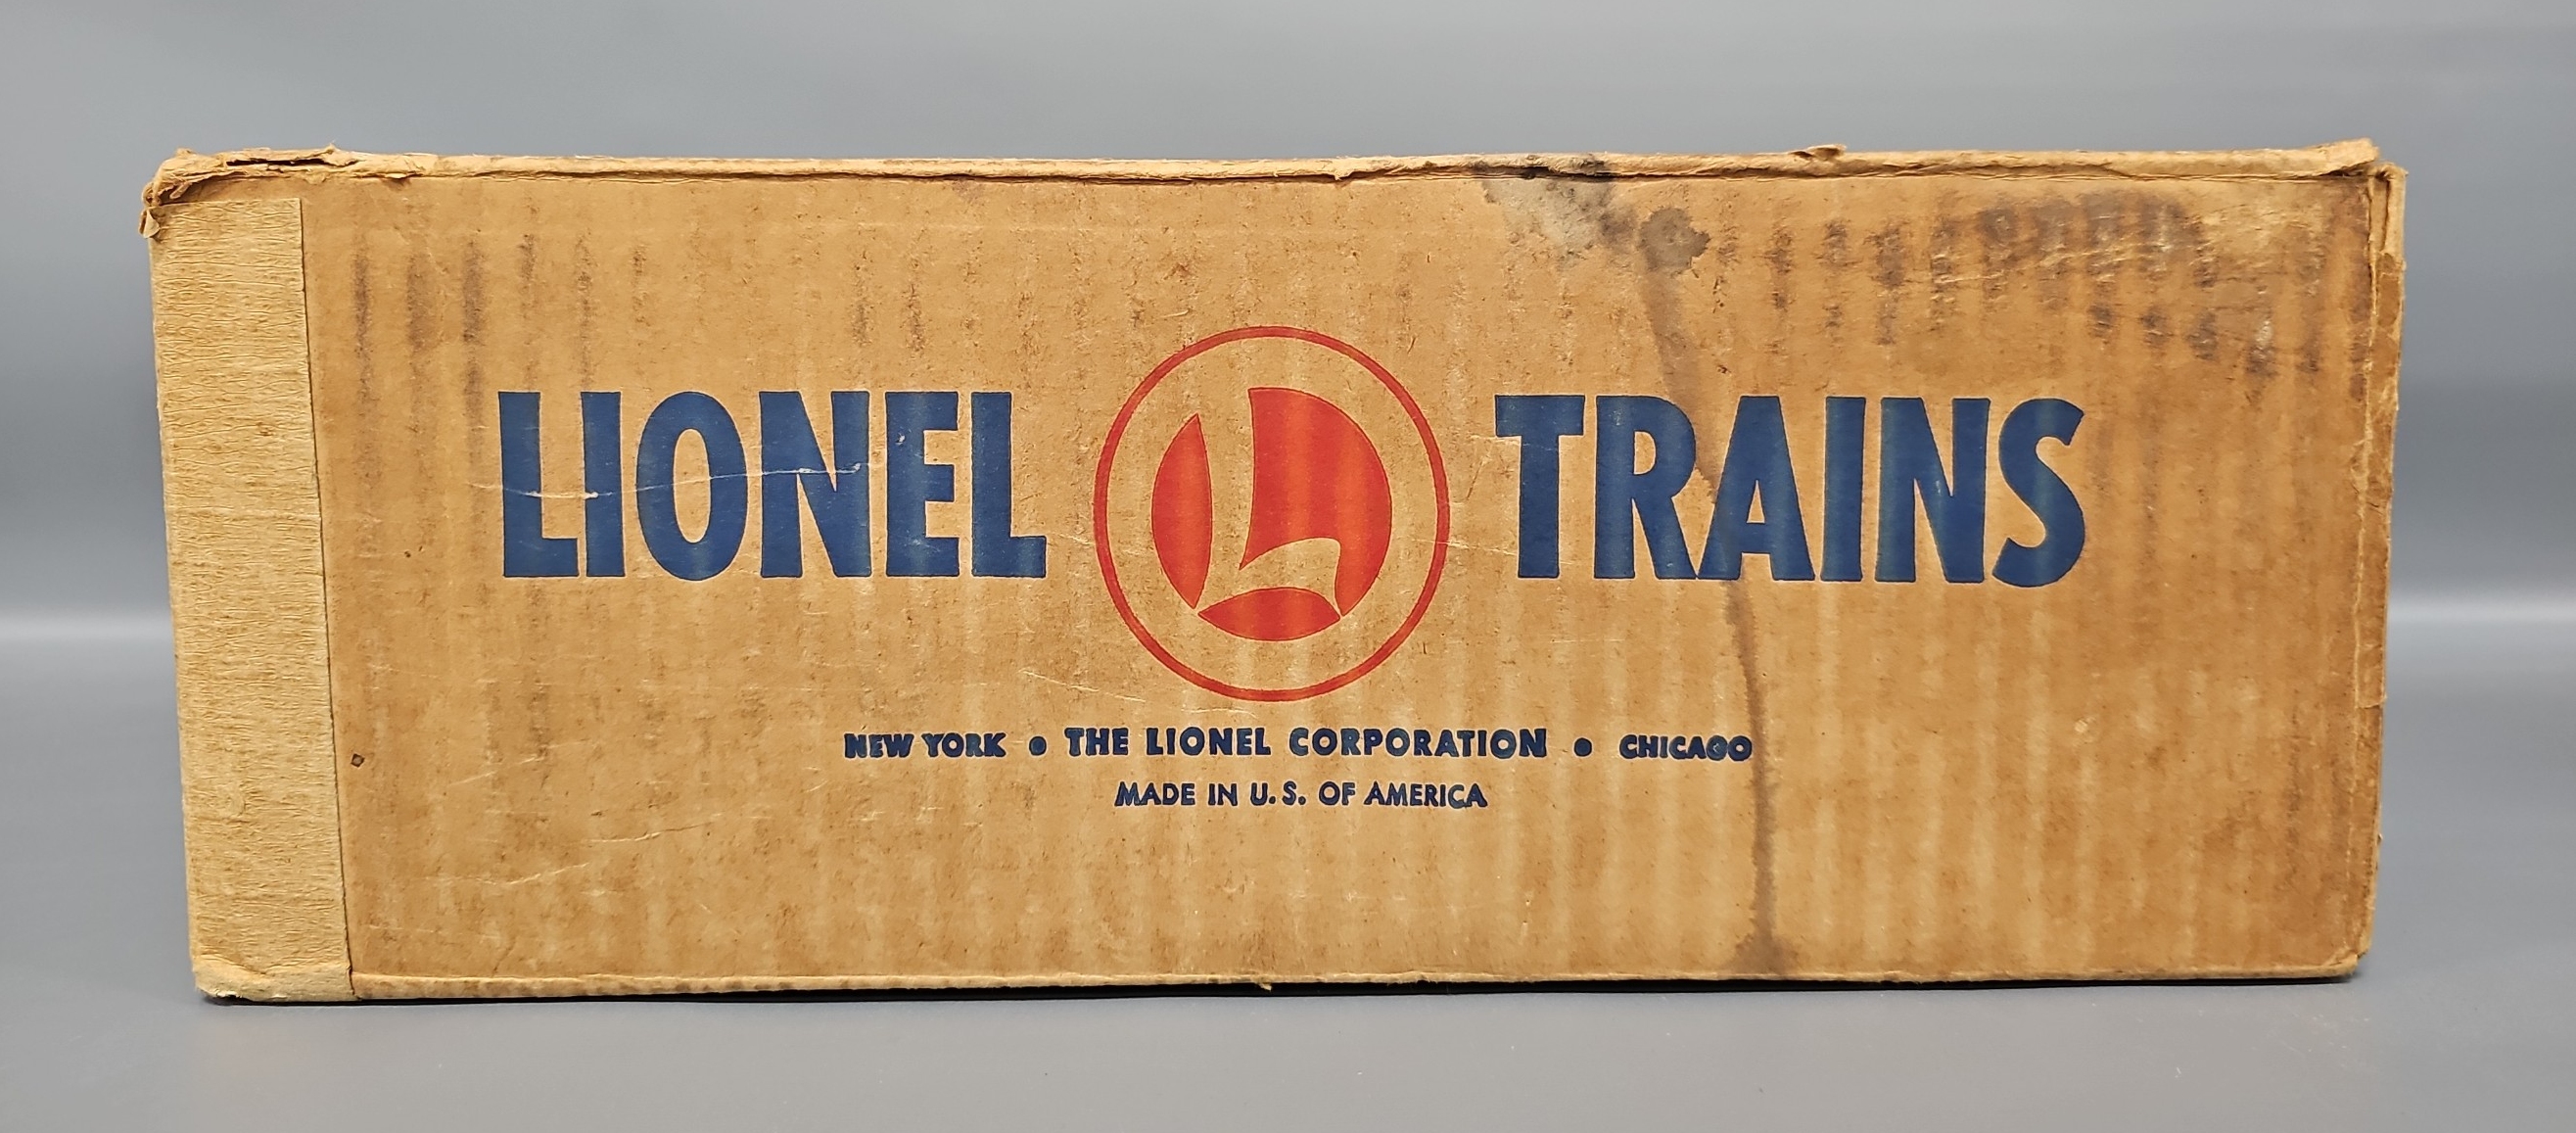 LIONEL L TRAINS
NEW YORK • THE LIONEL CORPORATION • CHICAGO
MADE IN U.S. OF AMERICA